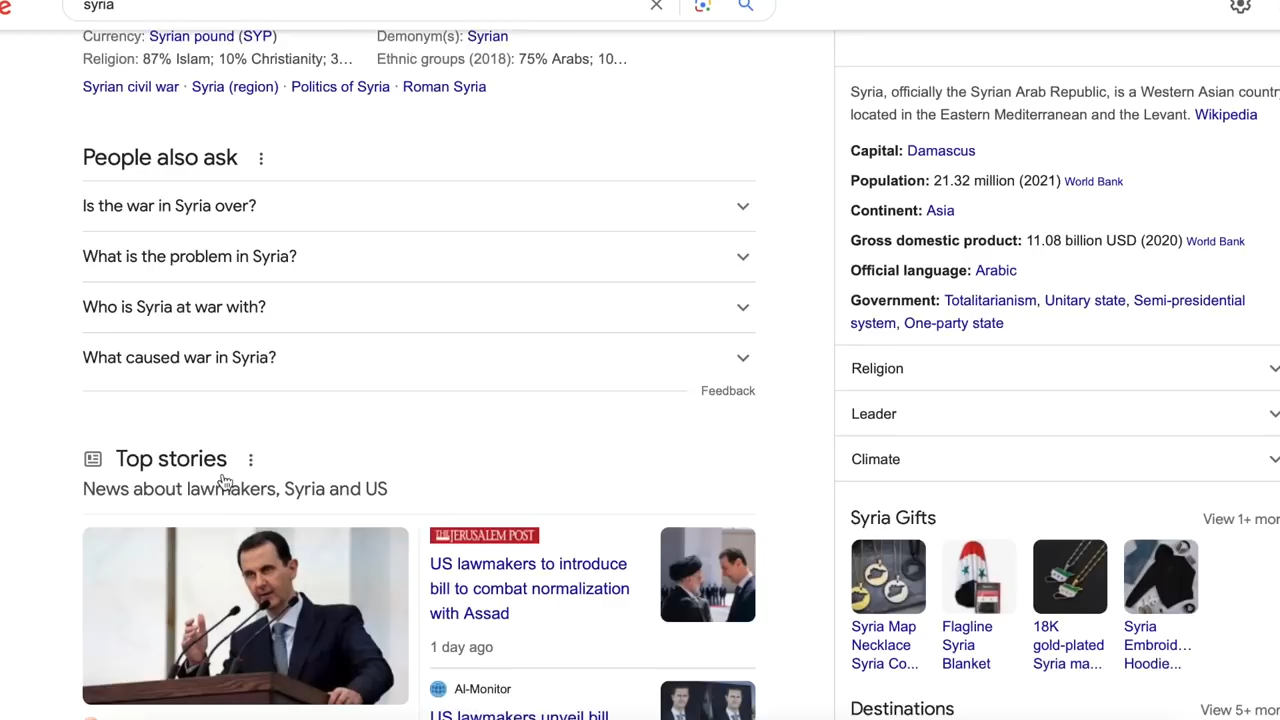 syria
Currency: Syrian pound (SYP)
Demonym(s): Syrian
Religion: 87% Islam; 10% Christianity; 3...
Ethnic groups (2018): 75% Arabs; 10...
Syrian civil war · Syria (region) · Politics of Syria · Roman Syria
People also ask
Is the war in Syria over?
What is the problem in Syria?
Who is Syria at war with?
What caused war in Syria?
Feedback
Top stories
News about lawmakers, Syria and US
THE JERUSALEM POST
US lawmakers to introduce
bill to combat normalization
with Assad
1 day ago
Al-Monitor
US lawmakers unveil bill
Syria, officially the Syrian Arab Republic, is a Western Asian country
located in the Eastern Mediterranean and the Levant. Wikipedia
Capital: Damascus
Population: 21.32 million (2021) World Bank
Continent: Asia
Gross domestic product: 11.08 billion USD (2020) World Bank
Official language: Arabic
Government: Totalitarianism, Unitary state, Semi-presidential
system, One-party state
Religion
Leader
Climate
Syria Gifts
View 1+ mor
Syria Map
Necklace
Syria Co...
Flagline
Syria
Blanket
18K
gold-plated
Syria ma...
Syria
Embroid...
Hoodie...
Destinations
View 5+ mor